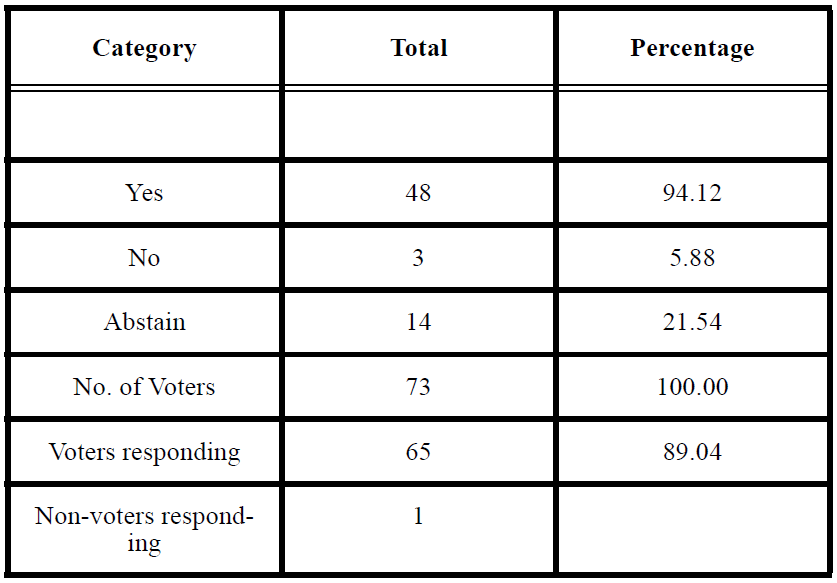 Category Total Percentage
Yes 48 94.12
No 3 5.88
Abstain 14 21.54
No. of Voters 73 100.00
Voters responding 65 89.04
Non-voters respond- 1
ing